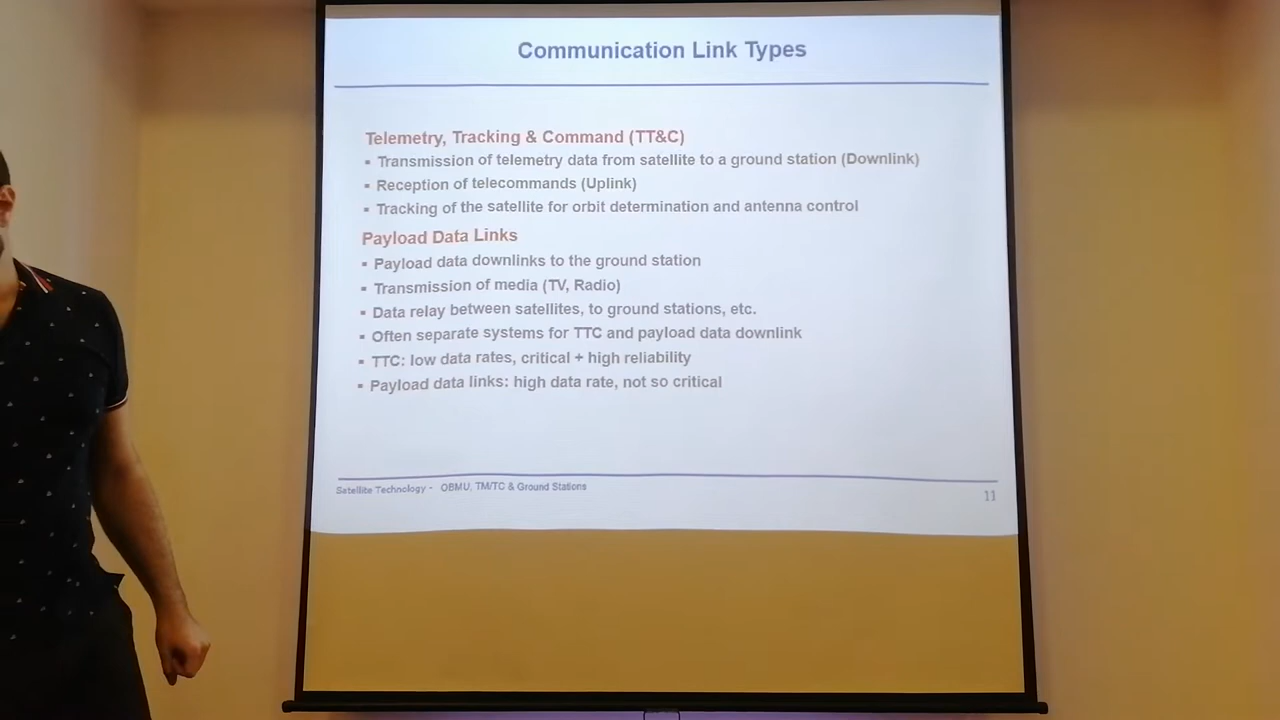 Communication Link Types
Telemetry, Tracking & Command (TT&C)
▪ Transmission of telemetry data from satellite to a ground station (Downlink)
▪ Reception of telecommands (Uplink)
▪ Tracking of the satellite for orbit determination and antenna control
Payload Data Links
▪ Payload data downlinks to the ground station
▪ Transmission of media (TV, Radio)
▪ Data relay between satellites, to ground stations, etc.
▪ Often separate systems for TTC and payload data downlink
▪ TTC: low data rates, critical + high reliability
▪ Payload data links: high data rate, not so critical
Satellite Technology - OBMU, TM/TC & Ground Stations
11